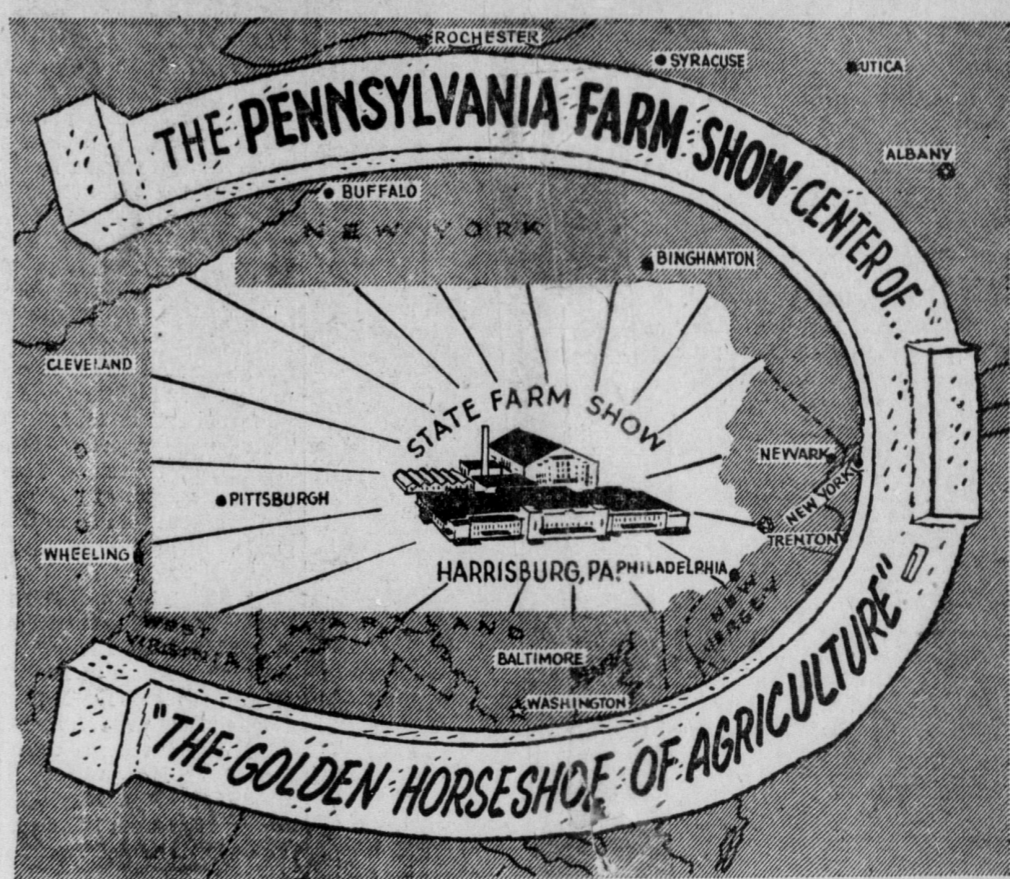 ROCHESTER
SYRACUSE
UTICA
THE PENNSYLVANIA FARM SHOW CENTER OF...
ALBANY
BUFFALO
NEW YORK
BINGHAMTON
CLEVELAND
STATE FARM SHOW
OHIO
NEWARK
NEW YORK
PITTSBURGH
TRENTON
WHEELING
HARRISBURG, PA.
PHILADELPHIA
NEW
JERSEY
WEST
VIRGINIA
MARYLAND
BALTIMORE
WASHINGTON
"THE GOLDEN HORSESHOE OF AGRICULTURE"